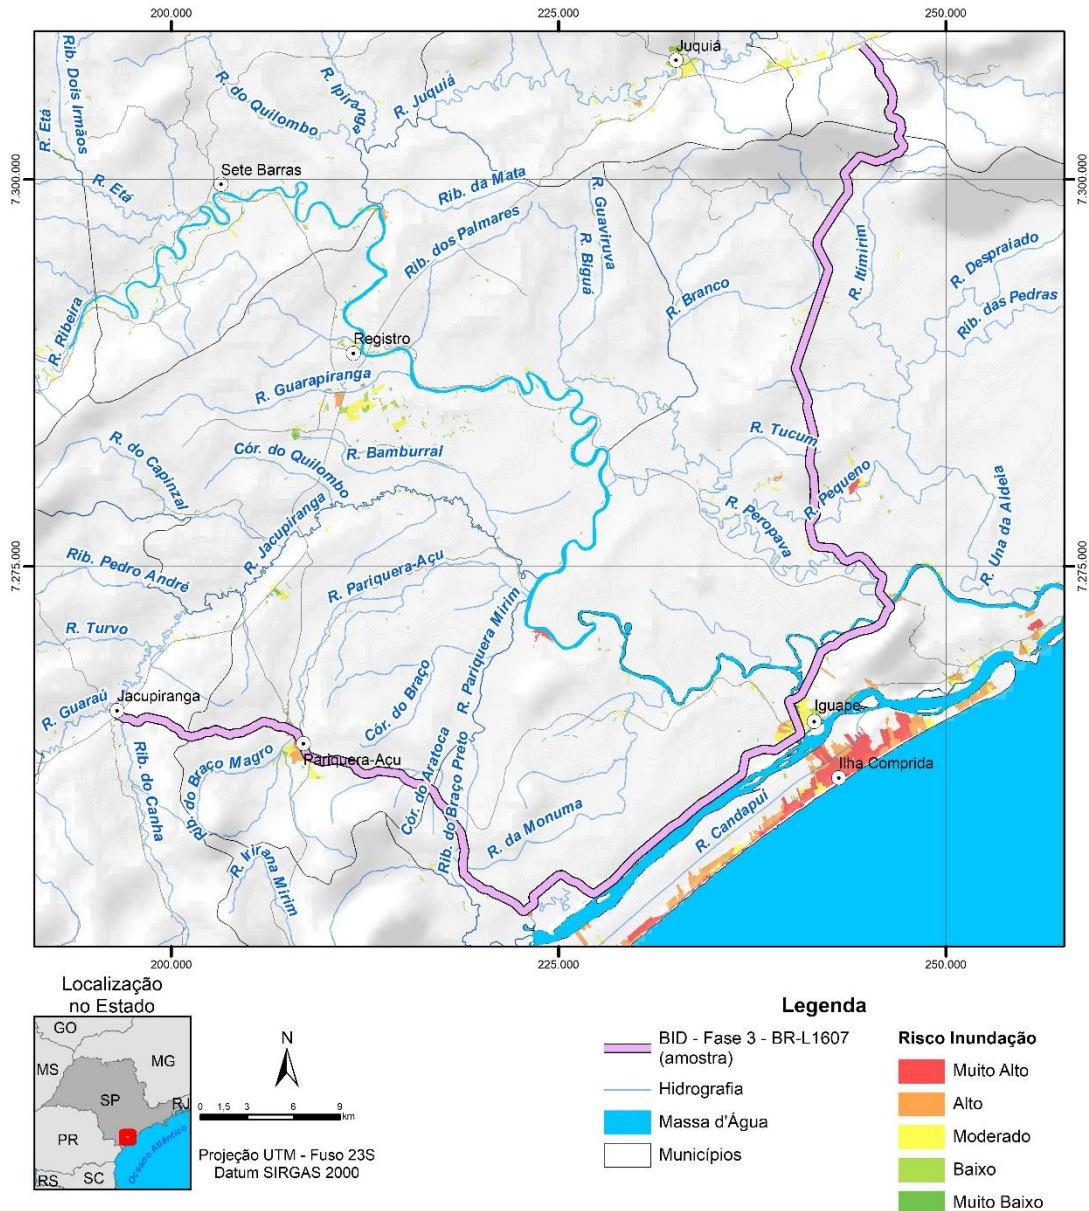 200.000
225.000
250.000
Juquiá
Rib. Dois Irmãos
R. do Quilombo
R. Ipiranga
R. Juquiá
R. Etá
Sete Barras
7.300.000
7.300.000
R. Etá
Rib. da Mata
R. Guaviruva
Rib. dos Palmares
R. Biguá
R. Itimirim
R. Despraiado
R. Branco
Rib. das Pedras
R. Ribeira
Registro
R. Guarapiranga
R. Tucum
R. do Capinzal
Cór. do Quilombo
R. Bamburral
R. Pequeno
R. Peropava
R. Una da Aldeia
R. Jacupiranga
7.275.000
7.275.000
Rib. Pedro André
R. Pariquera-Açu
R. Pariquera Mirim
R. Turvo
Cór. do Braço
R. Guaraú
Jacupiranga
Iguape
Rib. do Canha
Rib. do Braço Magro
Pariquera-Açu
Cór. do Aratoca
Rib. do Braço Preto
Ilha Comprida
R. Candapuí
R. da Monuma
R. Iririana Mirim
200.000
225.000
250.000
Localização
no Estado
GO
MS
MG
SP
RJ
PR
SC
RS
Oceano Atlântico
N
0 1,5 3 6 9
km
Projeção UTM - Fuso 23S
Datum SIRGAS 2000
Legenda
BID - Fase 3 - BR-L1607
(amostra)
Hidrografia
Massa d'Água
Municípios
Risco Inundação
Muito Alto
Alto
Moderado
Baixo
Muito Baixo